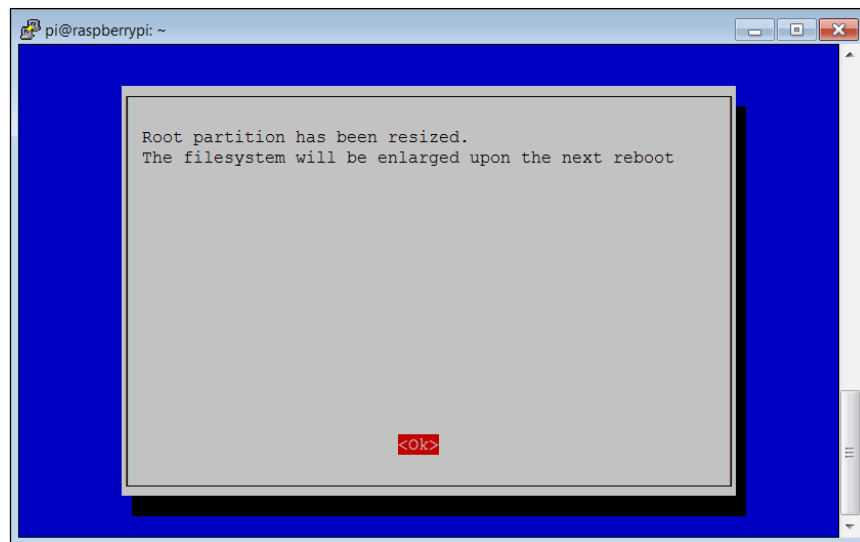 pi@raspberrypi: ~
Root partition has been resized.
The filesystem will be enlarged upon the next reboot
<Ok>